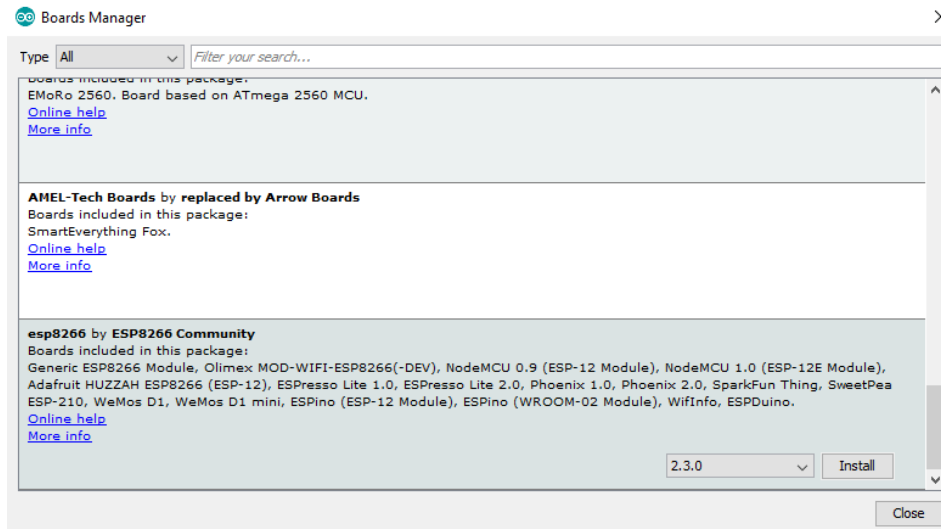 Boards Manager
Type All Filter your search...
Boards included in this package:
EMoRo 2560. Board based on ATmega 2560 MCU.
Online help
More info
AMEL-Tech Boards by replaced by Arrow Boards
Boards included in this package:
SmartEverything Fox.
Online help
More info
esp8266 by ESP8266 Community
Boards included in this package:
Generic ESP8266 Module, Olimex MOD-WIFI-ESP8266(-DEV), NodeMCU 0.9 (ESP-12 Module), NodeMCU 1.0 (ESP-12E Module),
Adafruit HUZZAH ESP8266 (ESP-12), ESPresso Lite 1.0, ESPresso Lite 2.0, Phoenix 1.0, Phoenix 2.0, SparkFun Thing, SweetPea
ESP-210, WeMos D1, WeMos D1 mini, ESPino (ESP-12 Module), ESPino (WROOM-02 Module), WifInfo, ESPDuino.
Online help
More info
2.3.0 Install
Close